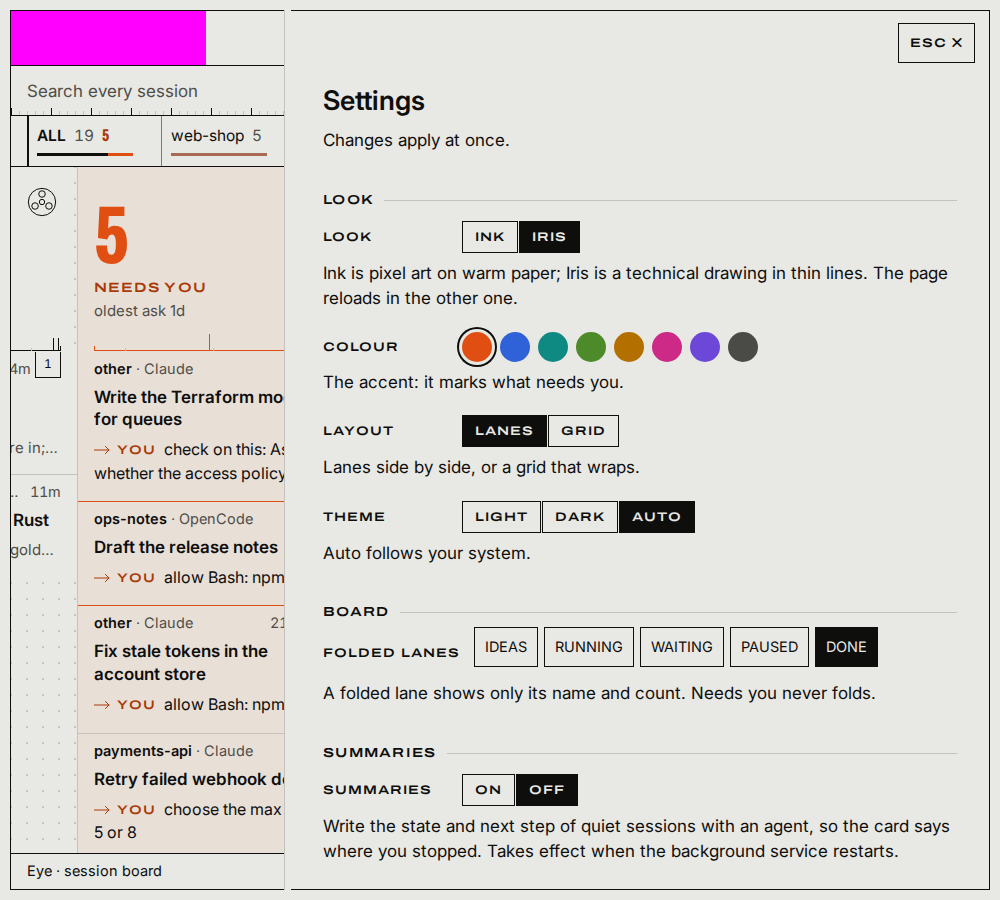 Search every session
ALL 19 5
web-shop 5
4m 1
re in;...
.. 11m
Rust
gold...
5
NEEDS YOU
oldest ask 1d
other · Claude
Write the Terraform mo
for queues
→ YOU check on this: As
whether the access policy
ops-notes · OpenCode
Draft the release notes
→ YOU allow Bash: npm
other · Claude 21
Fix stale tokens in the
account store
→ YOU allow Bash: npm
payments-api · Claude
Retry failed webhook de
→ YOU choose the max
5 or 8
Eye · session board
ESC ✕
Settings
Changes apply at once.
LOOK
LOOK INK IRIS
Ink is pixel art on warm paper; Iris is a technical drawing in thin lines. The page
reloads in the other one.
COLOUR
The accent: it marks what needs you.
LAYOUT LANES GRID
Lanes side by side, or a grid that wraps.
THEME LIGHT DARK AUTO
Auto follows your system.
BOARD
FOLDED LANES IDEAS RUNNING WAITING PAUSED DONE
A folded lane shows only its name and count. Needs you never folds.
SUMMARIES
SUMMARIES ON OFF
Write the state and next step of quiet sessions with an agent, so the card says
where you stopped. Takes effect when the background service restarts.